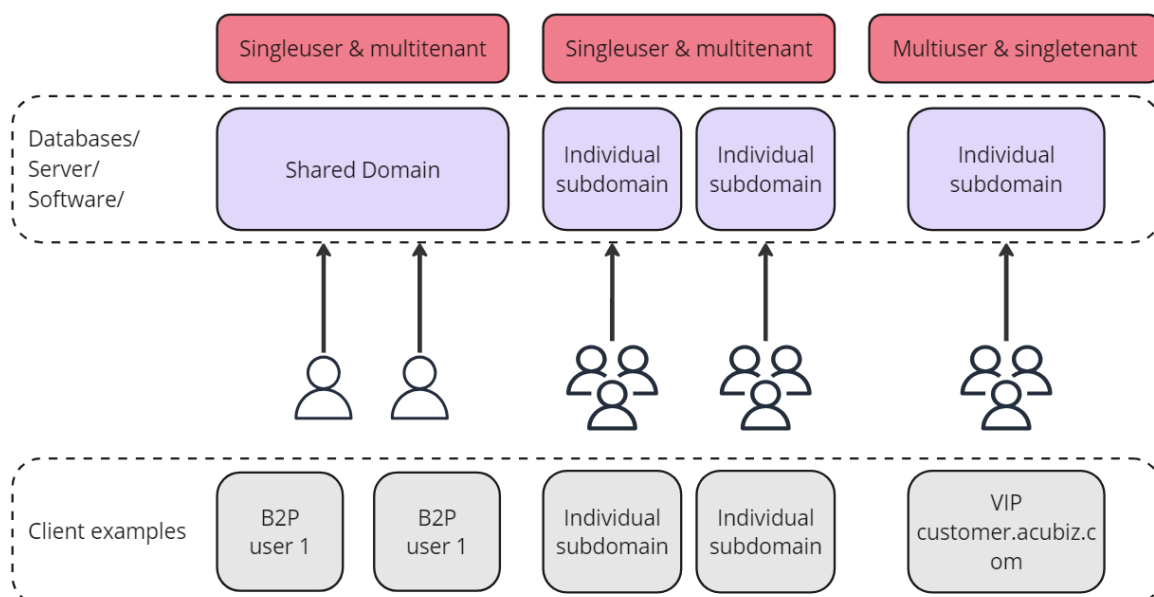 Singleuser & multitenant
Singleuser & multitenant
Multiuser & singletenant
Databases/
Server/
Software/
Shared Domain
Individual
subdomain
Individual
subdomain
Individual
subdomain
Client examples
B2P
user 1
B2P
user 1
Individual
subdomain
Individual
subdomain
VIP
customer.acubiz.c
om